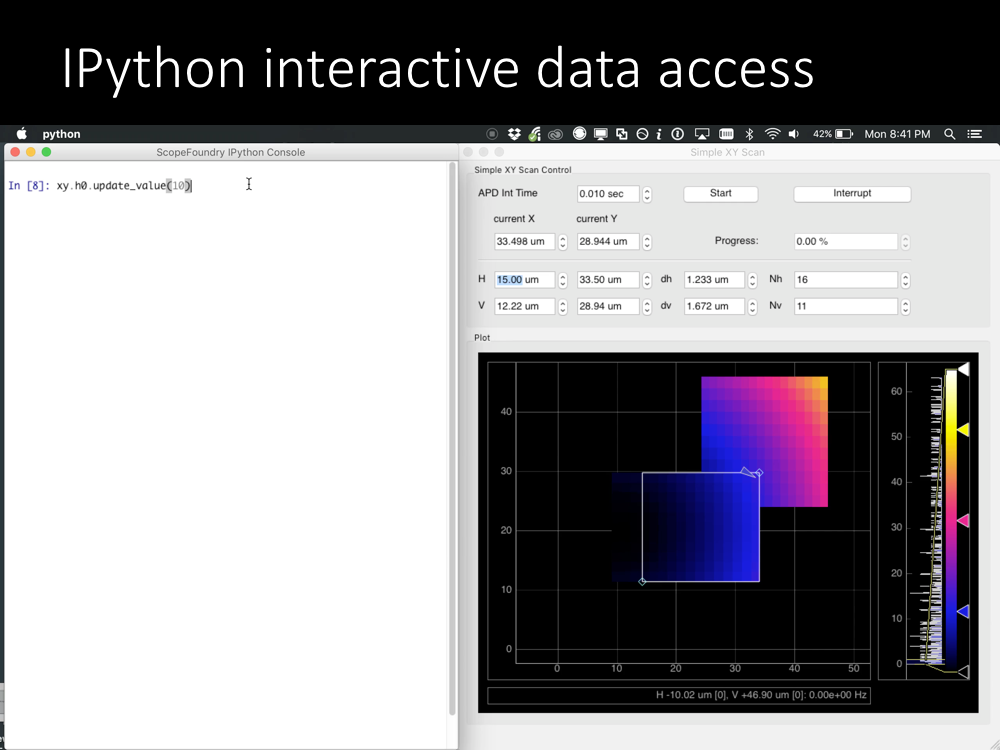 IPython interactive data access
python
42%
Mon 8:41 PM
ScopeFoundry IPython Console
Simple XY Scan
In [8]: xy.h0.update_value(10)
Simple XY Scan Control
APD Int Time 0.010 sec Start Interrupt
current X current Y
33.498 um 28.944 um Progress: 0.00 %
H 15.00 um 33.50 um dh 1.233 um Nh 16
V 12.22 um 28.94 um dv 1.672 um Nv 11
Plot
60
50
40
30
20
10
0
40
30
20
10
0
0 10 20 30 40 50
H -10.02 um [0], V +46.90 um [0]: 0.00e+00 Hz